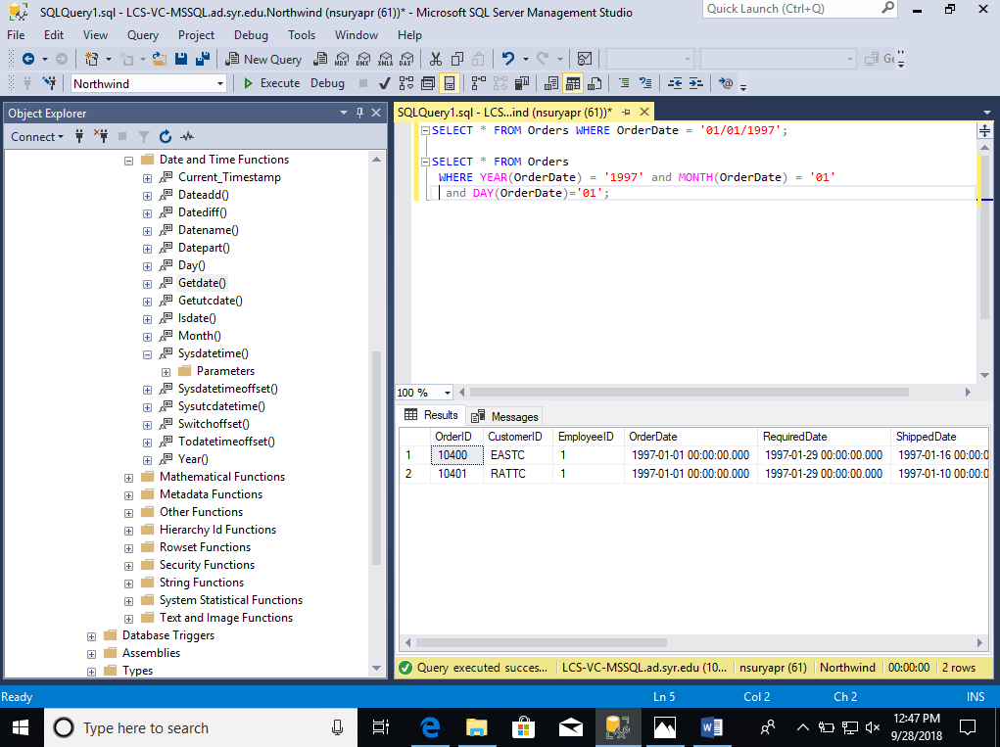 SQLQuery1.sql - LCS-VC-MSSQL.ad.syr.edu.Northwind (nsuryapr (61))* - Microsoft SQL Server Management Studio
Quick Launch (Ctrl+Q)
File Edit View Query Project Debug Tools Window Help
New Query MDX DMX XMLA DAX
Northwind Execute Debug
Object Explorer
Connect
Date and Time Functions
Current_Timestamp
Dateadd()
Datediff()
Datename()
Datepart()
Day()
Getdate()
Getutcdate()
Isdate()
Month()
Sysdatetime()
Parameters
Sysdatetimeoffset()
Sysutcdatetime()
Switchoffset()
Todatetimeoffset()
Year()
Mathematical Functions
Metadata Functions
Other Functions
Hierarchy Id Functions
Rowset Functions
Security Functions
String Functions
System Statistical Functions
Text and Image Functions
Database Triggers
Assemblies
Types
SQLQuery1.sql - LCS...ind (nsuryapr (61))*
SELECT * FROM Orders WHERE OrderDate = '01/01/1997';
SELECT * FROM Orders
WHERE YEAR(OrderDate) = '1997' and MONTH(OrderDate) = '01'
and DAY(OrderDate)='01';
100 %
Results Messages
OrderID CustomerID EmployeeID OrderDate RequiredDate ShippedDate
1 10400 EASTC 1 1997-01-01 00:00:00.000 1997-01-29 00:00:00.000 1997-01-16 00:00:0
2 10401 RATTC 1 1997-01-01 00:00:00.000 1997-01-29 00:00:00.000 1997-01-10 00:00:0
Query executed succes... LCS-VC-MSSQL.ad.syr.edu (10... nsuryapr (61) Northwind 00:00:00 2 rows
Ready Ln 5 Col 2 Ch 2 INS
Type here to search
12:47 PM
9/28/2018